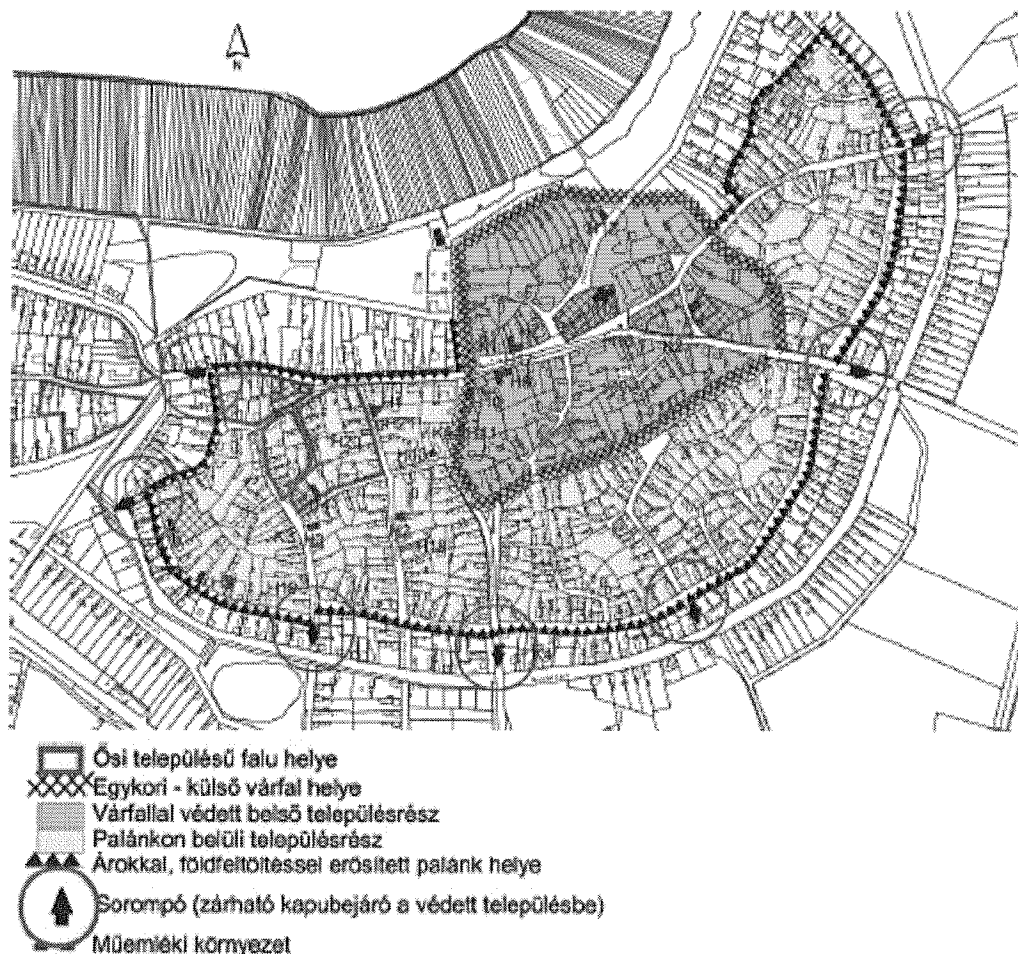 N
Ősi településű falu helye
Egykori - külső várfal helye
Várfallal védett belső településrész
Palánkon belüli településrész
Árokkal, földfeltöltéssel erősített palánk helye
Sorompó (zárható kapubejáró a védett településbe)
Műemléki környezet